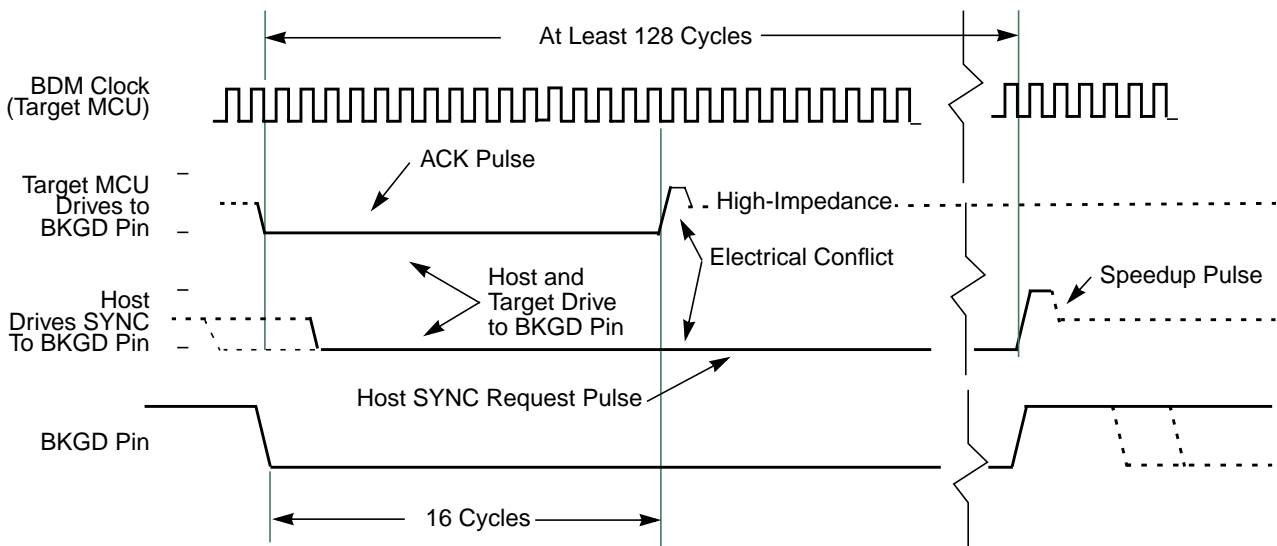 At Least 128 Cycles
BDM Clock
(Target MCU)
ACK Pulse
Target MCU
Drives to
BKGD Pin
High-Impedance
Electrical Conflict
Host and
Target Drive
to BKGD Pin
Speedup Pulse
Host
Drives SYNC
To BKGD Pin
Host SYNC Request Pulse
BKGD Pin
16 Cycles